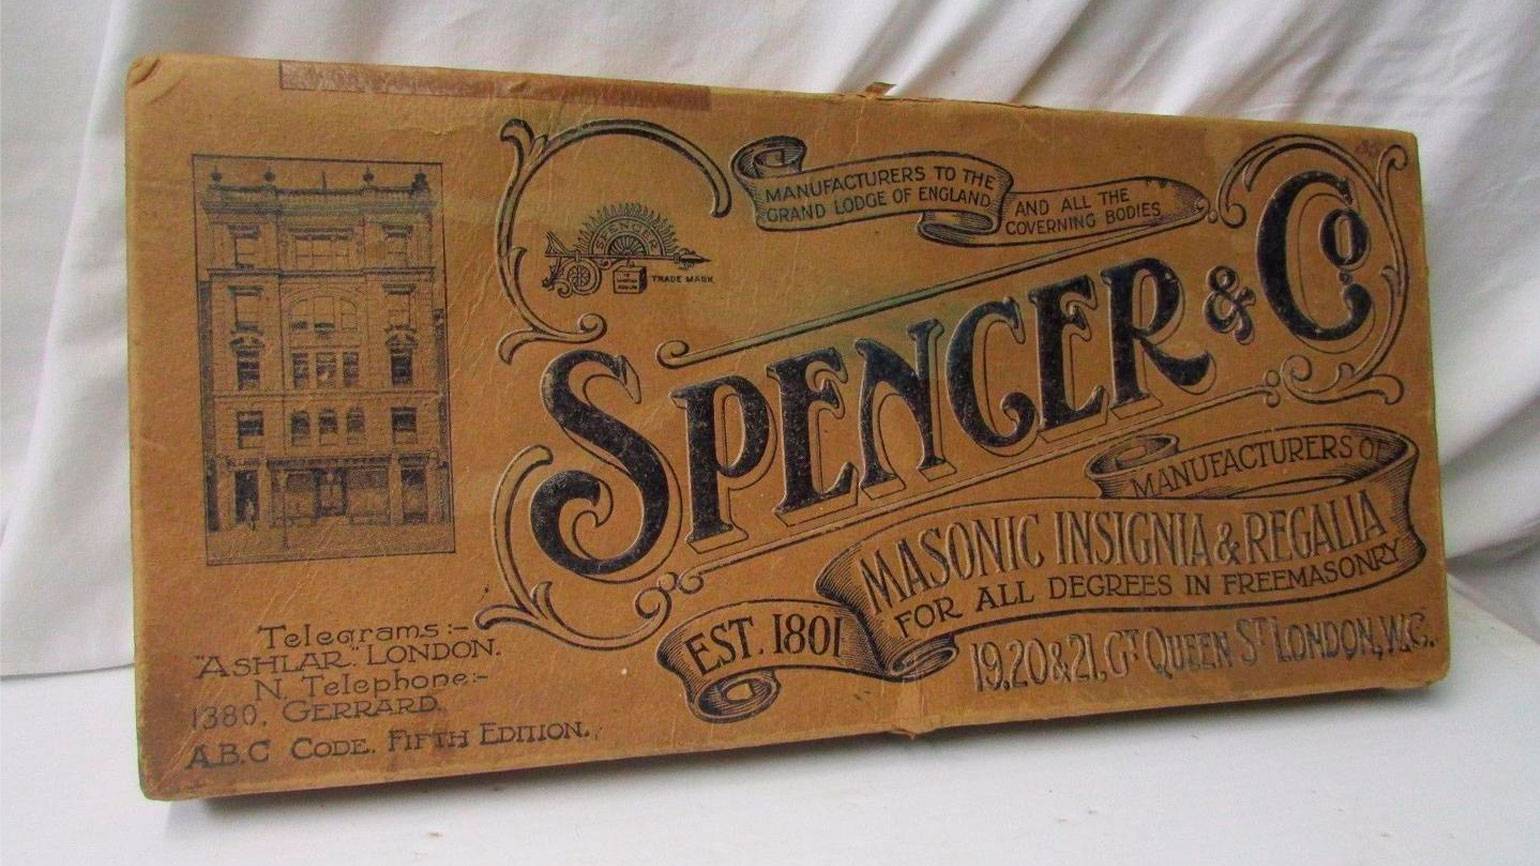 MANUFACTURERS TO THE
GRAND LODGE OF ENGLAND
AND ALL THE
GOVERNING BODIES
SPENCER
TRADE MARK
SPENCER & Co.
MANUFACTURERS OF
MASONIC INSIGNIA & REGALIA
FOR ALL DEGREES IN FREEMASONRY
EST. 1801
19, 20 & 21, GT QUEEN ST LONDON, W.C.
Telegrams:-
"ASHLAR." LONDON.
N. Telephone:-
1380. GERRARD.
A.B.C CODE. FIFTH EDITION.